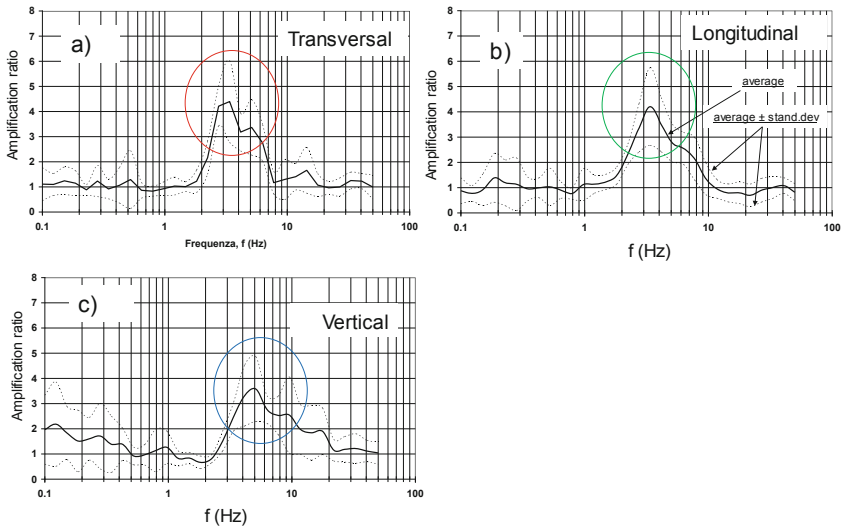 a)
Transversal
Amplification ratio
8
7
6
5
4
3
2
1
0
0.1
1
10
100
Frequenza, f (Hz)
b)
Longitudinal
average
average ± stand.dev
Amplification ratio
8
7
6
5
4
3
2
1
0
0.1
1
10
100
f (Hz)
c)
Vertical
Amplification ratio
8
7
6
5
4
3
2
1
0
0.1
1
10
100
f (Hz)